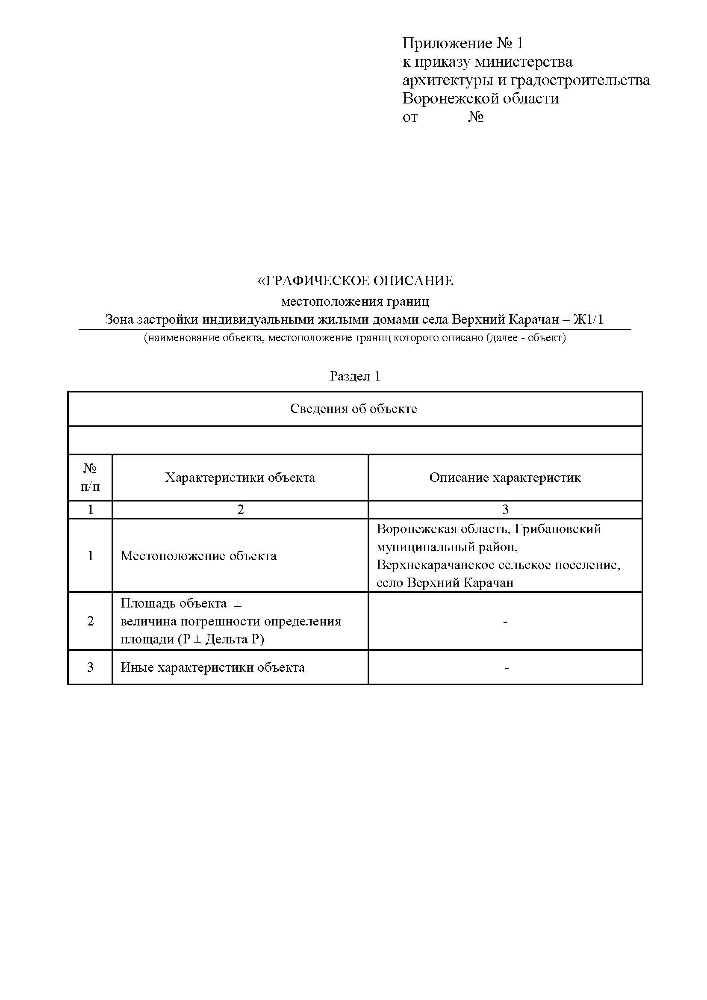 Приложение № 1
к приказу министерства
архитектуры и градостроительства
Воронежской области
от №
«ГРАФИЧЕСКОЕ ОПИСАНИЕ
местоположения границ
Зона застройки индивидуальными жилыми домами села Верхний Карачан – Ж1/1
(наименование объекта, местоположение границ которого описано (далее - объект)
Раздел 1
Сведения об объекте
№
п/п
Характеристики объекта
Описание характеристик
1
2
3
1
Местоположение объекта
Воронежская область, Грибановский
муниципальный район,
Верхнекарачанское сельское поселение,
село Верхний Карачан
2
Площадь объекта ±
величина погрешности определения
площади (P ± Дельта P)
-
3
Иные характеристики объекта
-